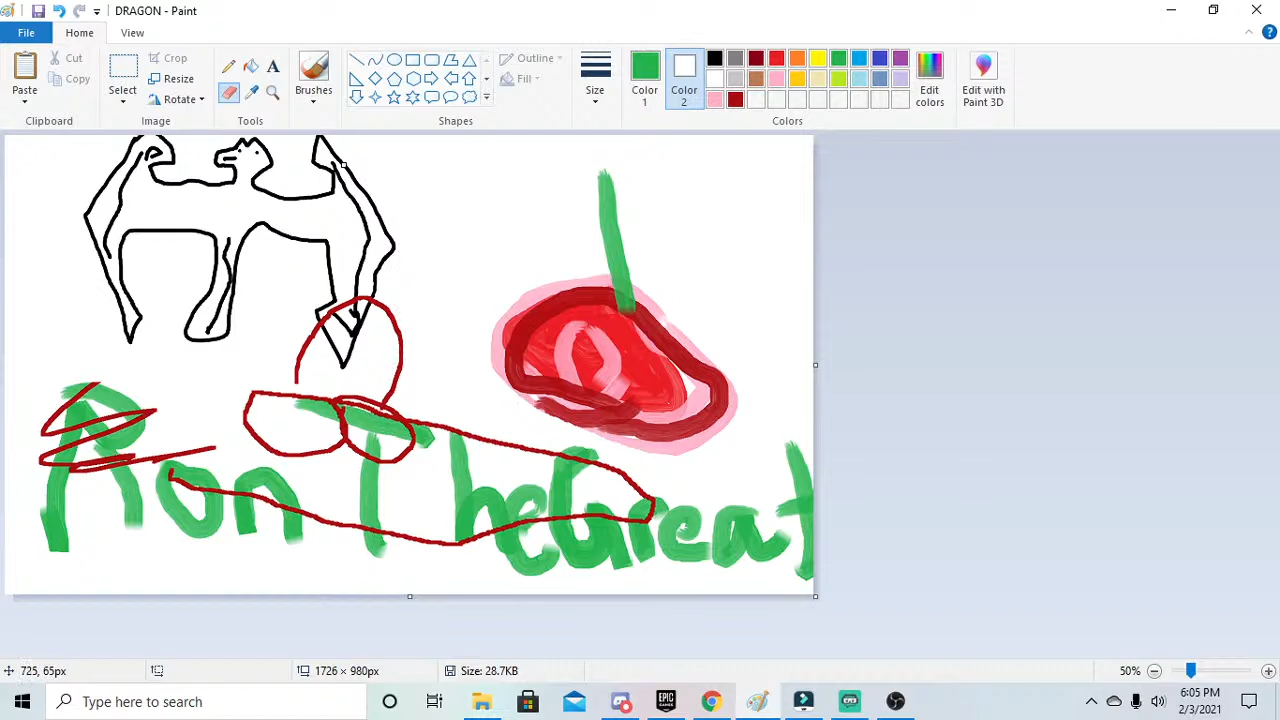 DRAGON - Paint
File Home View
Paste Cut Copy Select Crop Resize Rotate Brushes Outline Fill Size Color 1 Color 2 Edit colors Edit with Paint 3D
Clipboard Image Tools Shapes Colors
Ron The Great
725, 65px 1726 × 980px Size: 28.7KB 50%
Type here to search EPIC GAMES 6:05 PM
2/3/2021